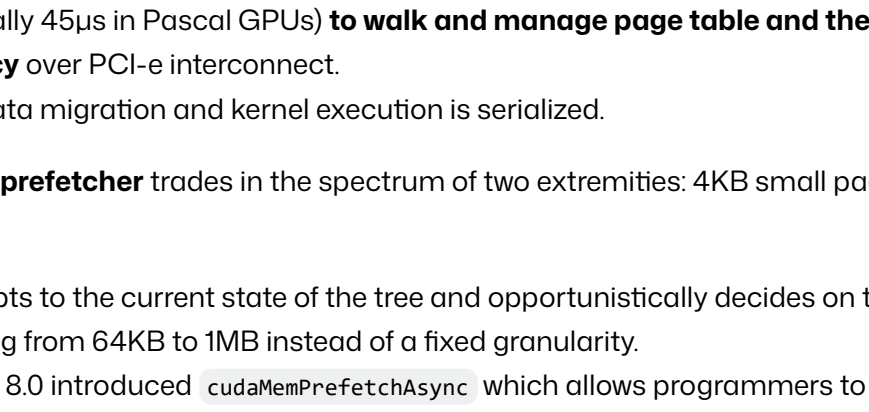 ally 45µs in Pascal GPUs) to walk and manage page table and the
cy over PCI-e interconnect.
ata migration and kernel execution is serialized.
prefetcher trades in the spectrum of two extremities: 4KB small pa
pts to the current state of the tree and opportunistically decides on t
g from 64KB to 1MB instead of a fixed granularity.
8.0 introduced cudaMemPrefetchAsync which allows programmers to